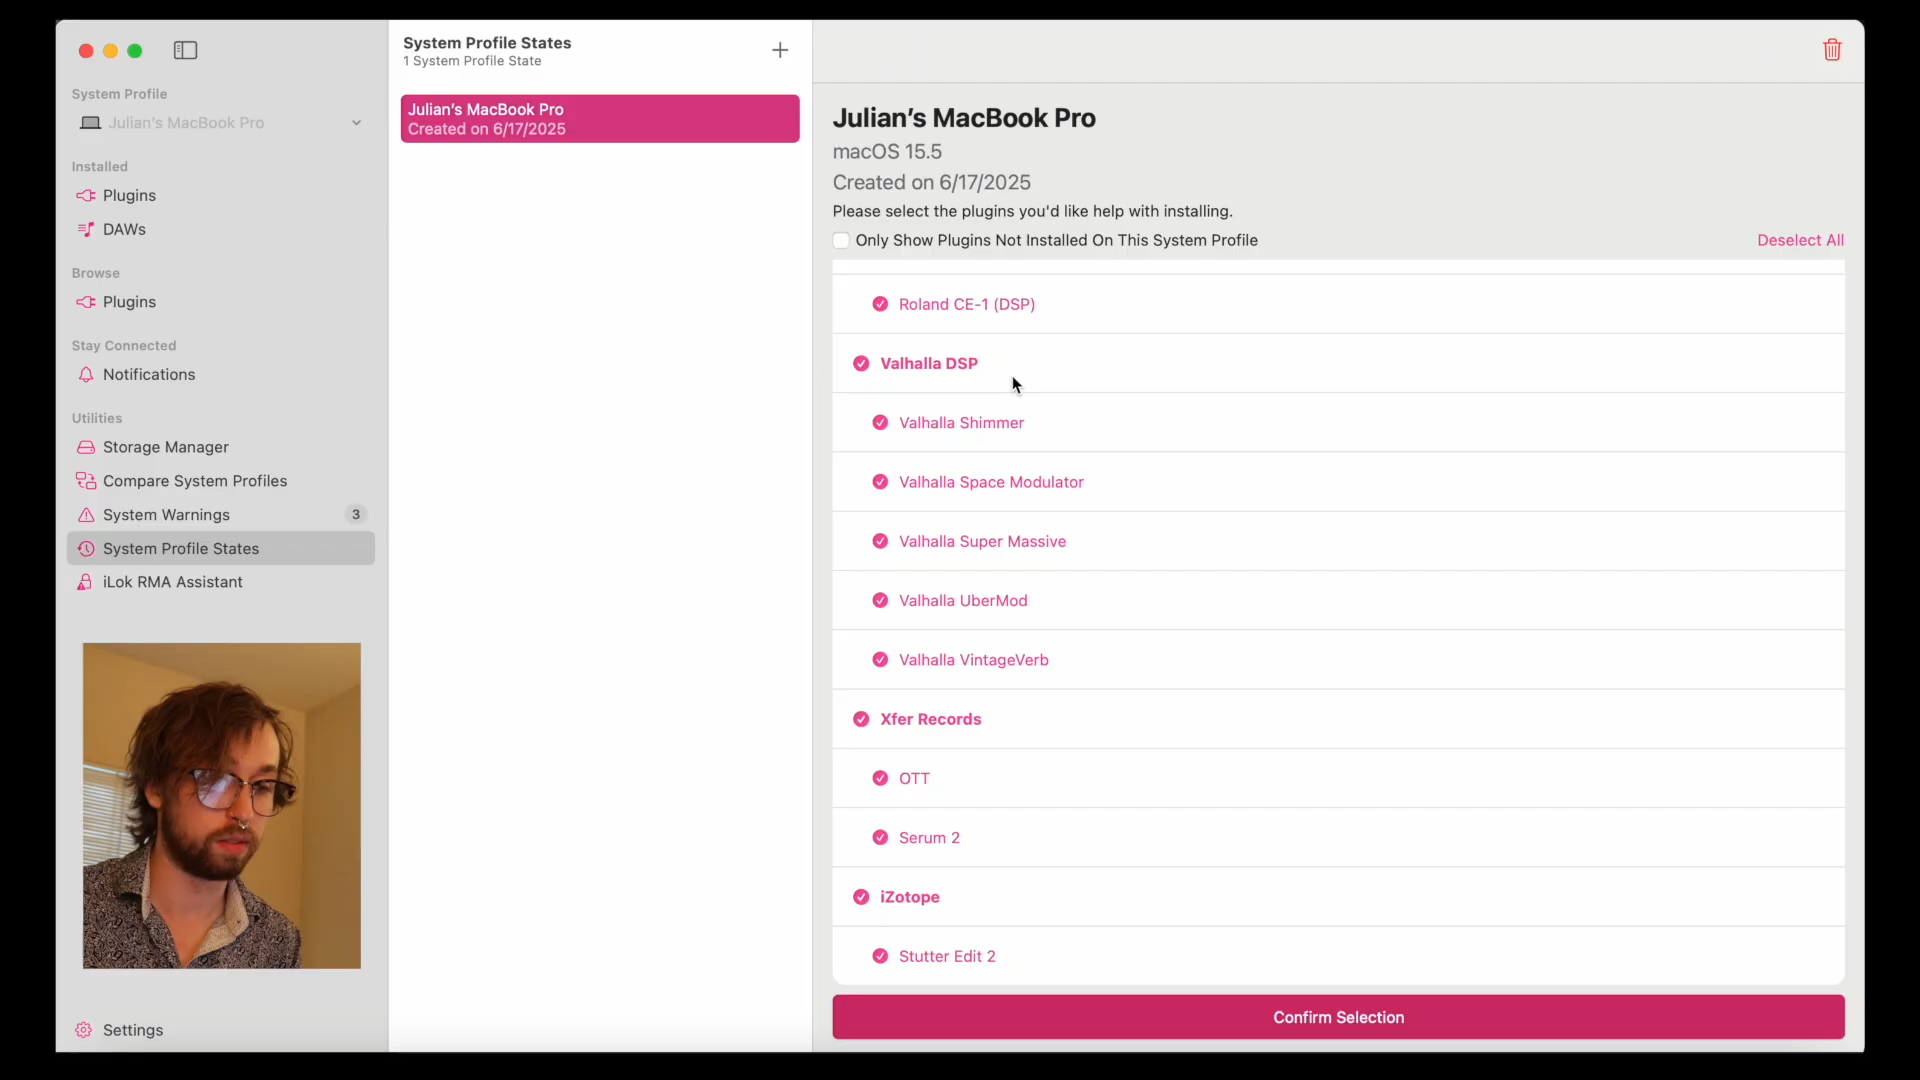 System Profile
Julian's MacBook Pro
Installed
Plugins
DAWs
Browse
Plugins
Stay Connected
Notifications
Utilities
Storage Manager
Compare System Profiles
System Warnings 3
System Profile States
iLok RMA Assistant
Settings
System Profile States
1 System Profile State
Julian's MacBook Pro
Created on 6/17/2025
Julian's MacBook Pro
macOS 15.5
Created on 6/17/2025
Please select the plugins you'd like help with installing.
Only Show Plugins Not Installed On This System Profile
Deselect All
Roland CE-1 (DSP)
Valhalla DSP
Valhalla Shimmer
Valhalla Space Modulator
Valhalla Super Massive
Valhalla UberMod
Valhalla VintageVerb
Xfer Records
OTT
Serum 2
iZotope
Stutter Edit 2
Confirm Selection